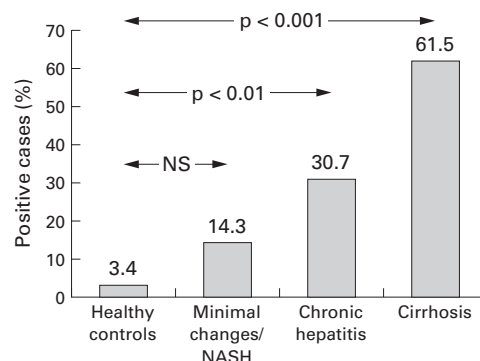 p < 0.001
70
61.5
60
50
p < 0.01
40
30.7
NS
30
20
14.3
10
3.4
0
Positive cases (%)
Healthy
controls
Minimal
changes/
NASH
Chronic
hepatitis
Cirrhosis